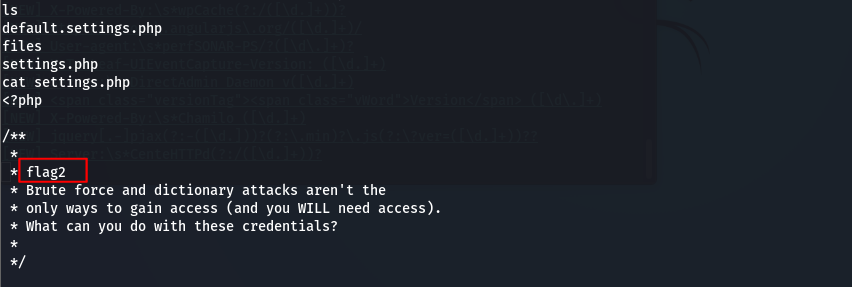 ls
default.settings.php
files
settings.php
cat settings.php
<?php
/**
*
* flag2
* Brute force and dictionary attacks aren't the
* only ways to gain access (and you WILL need access).
* What can you do with these credentials?
*
*/